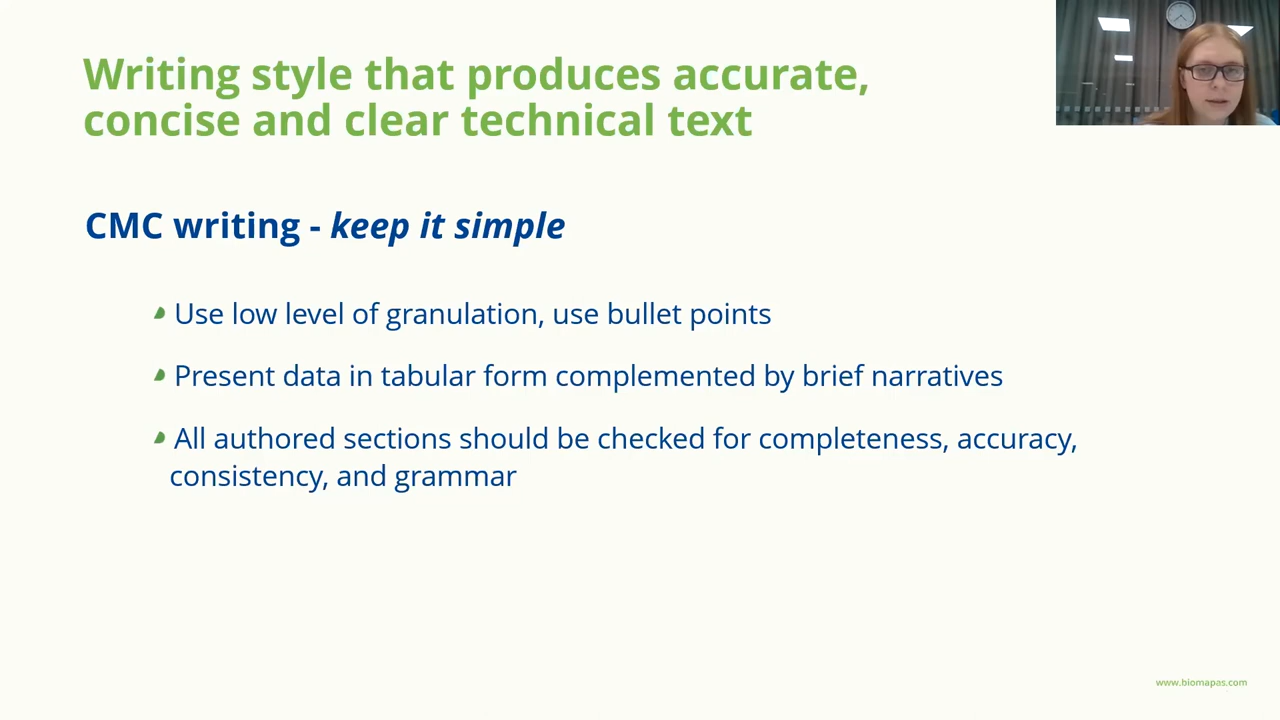 Writing style that produces accurate,
concise and clear technical text
CMC writing - keep it simple
Use low level of granulation, use bullet points
Present data in tabular form complemented by brief narratives
All authored sections should be checked for completeness, accuracy,
consistency, and grammar
www.biomapas.com